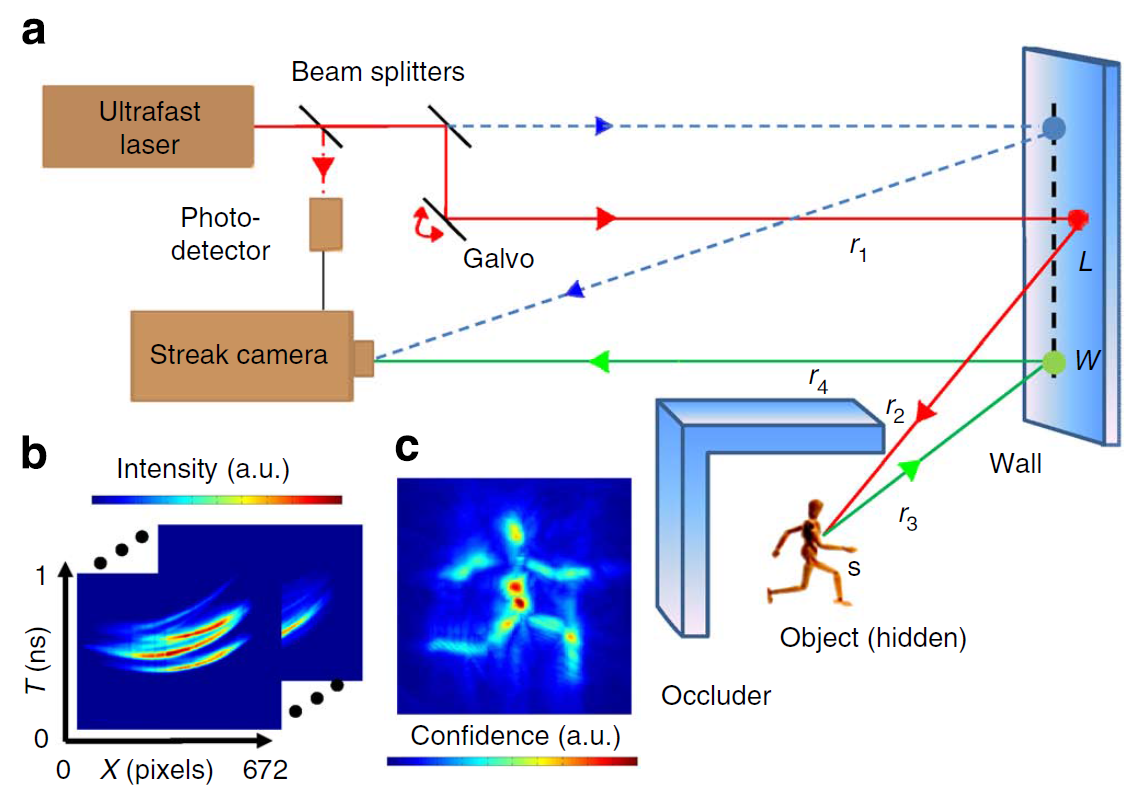 a
Beam splitters
Ultrafast
laser
Photo-
detector
Galvo
r1
L
Streak camera
W
r4
r2
Wall
r3
s
Object (hidden)
Occluder
b
Intensity (a.u.)
1
T (ns)
0
0 X (pixels) 672
c
Confidence (a.u.)